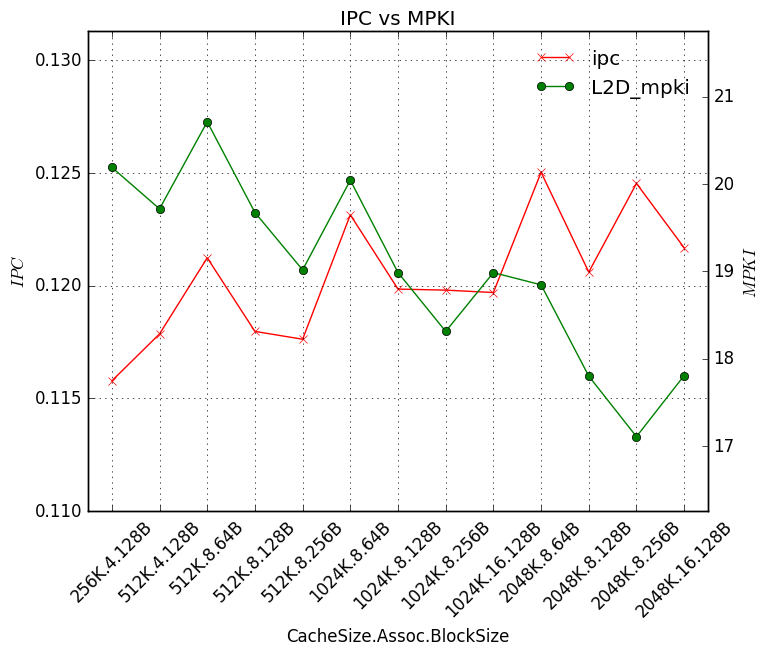 IPC vs MPKI
ipc
L2D_mpki
0.130
0.125
0.120
0.115
0.110
IPC
21
20
19
18
17
MPKI
256K.4.128B
512K.4.128B
512K.8.64B
512K.8.128B
512K.8.256B
1024K.8.64B
1024K.8.128B
1024K.8.256B
1024K.16.128B
2048K.8.64B
2048K.8.128B
2048K.8.256B
2048K.16.128B
CacheSize.Assoc.BlockSize